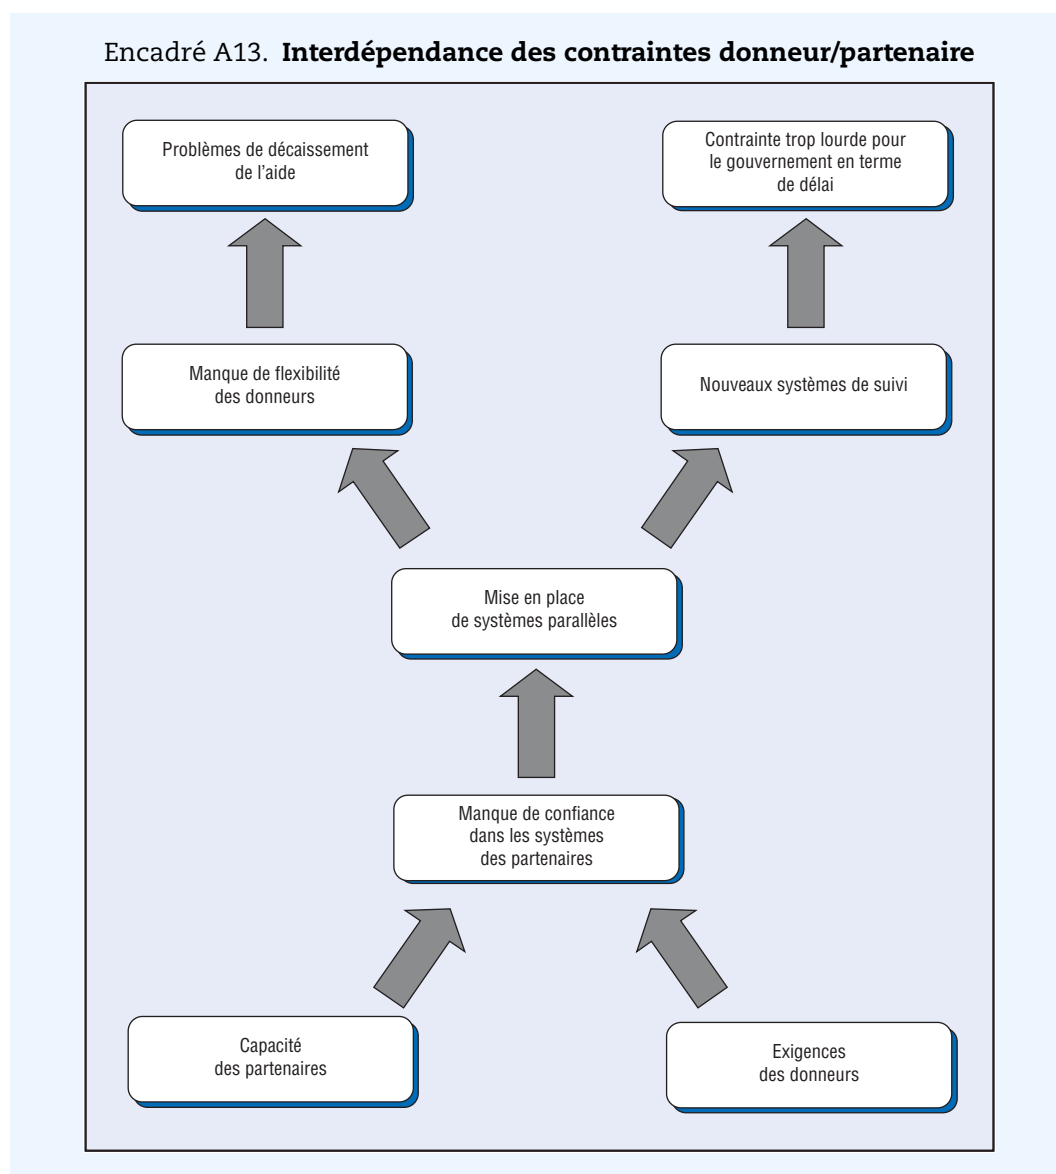 Encadré A13. Interdépendance des contraintes donneur/partenaire
Problèmes de décaissement
de l'aide
Contrainte trop lourde pour
le gouvernement en terme
de délai
Manque de flexibilité
des donneurs
Nouveaux systèmes de suivi
Mise en place
de systèmes parallèles
Manque de confiance
dans les systèmes
des partenaires
Capacité
des partenaires
Exigences
des donneurs